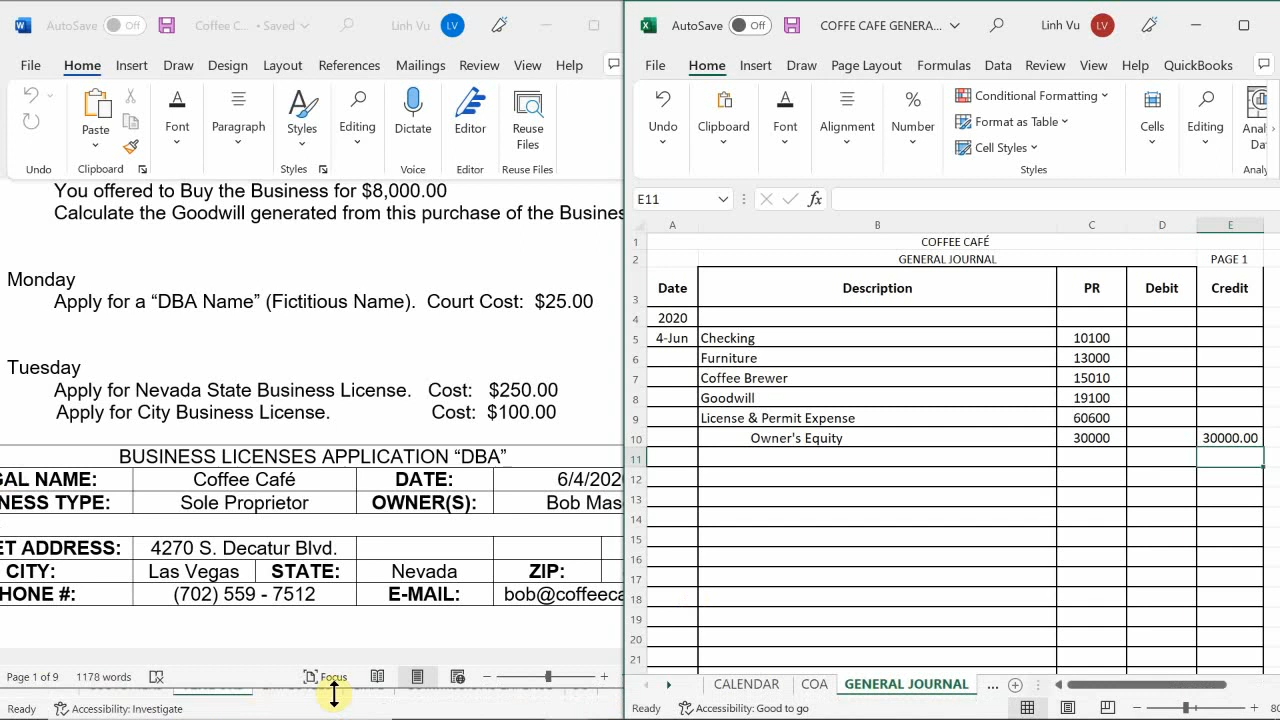 AutoSave Off Coffee C... • Saved Linh Vu LV
File Home Insert Draw Design Layout References Mailings Review View Help
Paste Font Paragraph Styles Editing Dictate Editor Reuse Files
Undo Clipboard Styles Voice Editor Reuse Files
You offered to Buy the Business for $8,000.00
Calculate the Goodwill generated from this purchase of the Busines
Monday
Apply for a “DBA Name” (Fictitious Name). Court Cost: $25.00
Tuesday
Apply for Nevada State Business License. Cost: $250.00
Apply for City Business License. Cost: $100.00
BUSINESS LICENSES APPLICATION “DBA”
GAL NAME: Coffee Café DATE: 6/4/202
NESS TYPE: Sole Proprietor OWNER(S): Bob Mas
ET ADDRESS: 4270 S. Decatur Blvd.
CITY: Las Vegas STATE: Nevada ZIP:
HONE #: (702) 559 - 7512 E-MAIL: bob@coffeeca
Page 1 of 9 1178 words Focus
Ready Accessibility: Investigate
AutoSave Off COFFE CAFE GENERA... Linh Vu LV
File Home Insert Draw Page Layout Formulas Data Review View Help QuickBooks
Undo Clipboard Font Alignment Number Conditional Formatting Cells Editing Anal
Format as Table Da
Cell Styles
Styles Analy
E11 fx
A B C D E
1 COFFEE CAFÉ
2 GENERAL JOURNAL PAGE 1
3 Date Description PR Debit Credit
4 2020
5 4-Jun Checking 10100
6 Furniture 13000
7 Coffee Brewer 15010
8 Goodwill 19100
9 License & Permit Expense 60600
10 Owner's Equity 30000 30000.00
11
12
13
14
15
16
17
18
19
20
21
CALENDAR COA GENERAL JOURNAL ...
Ready Accessibility: Good to go 80